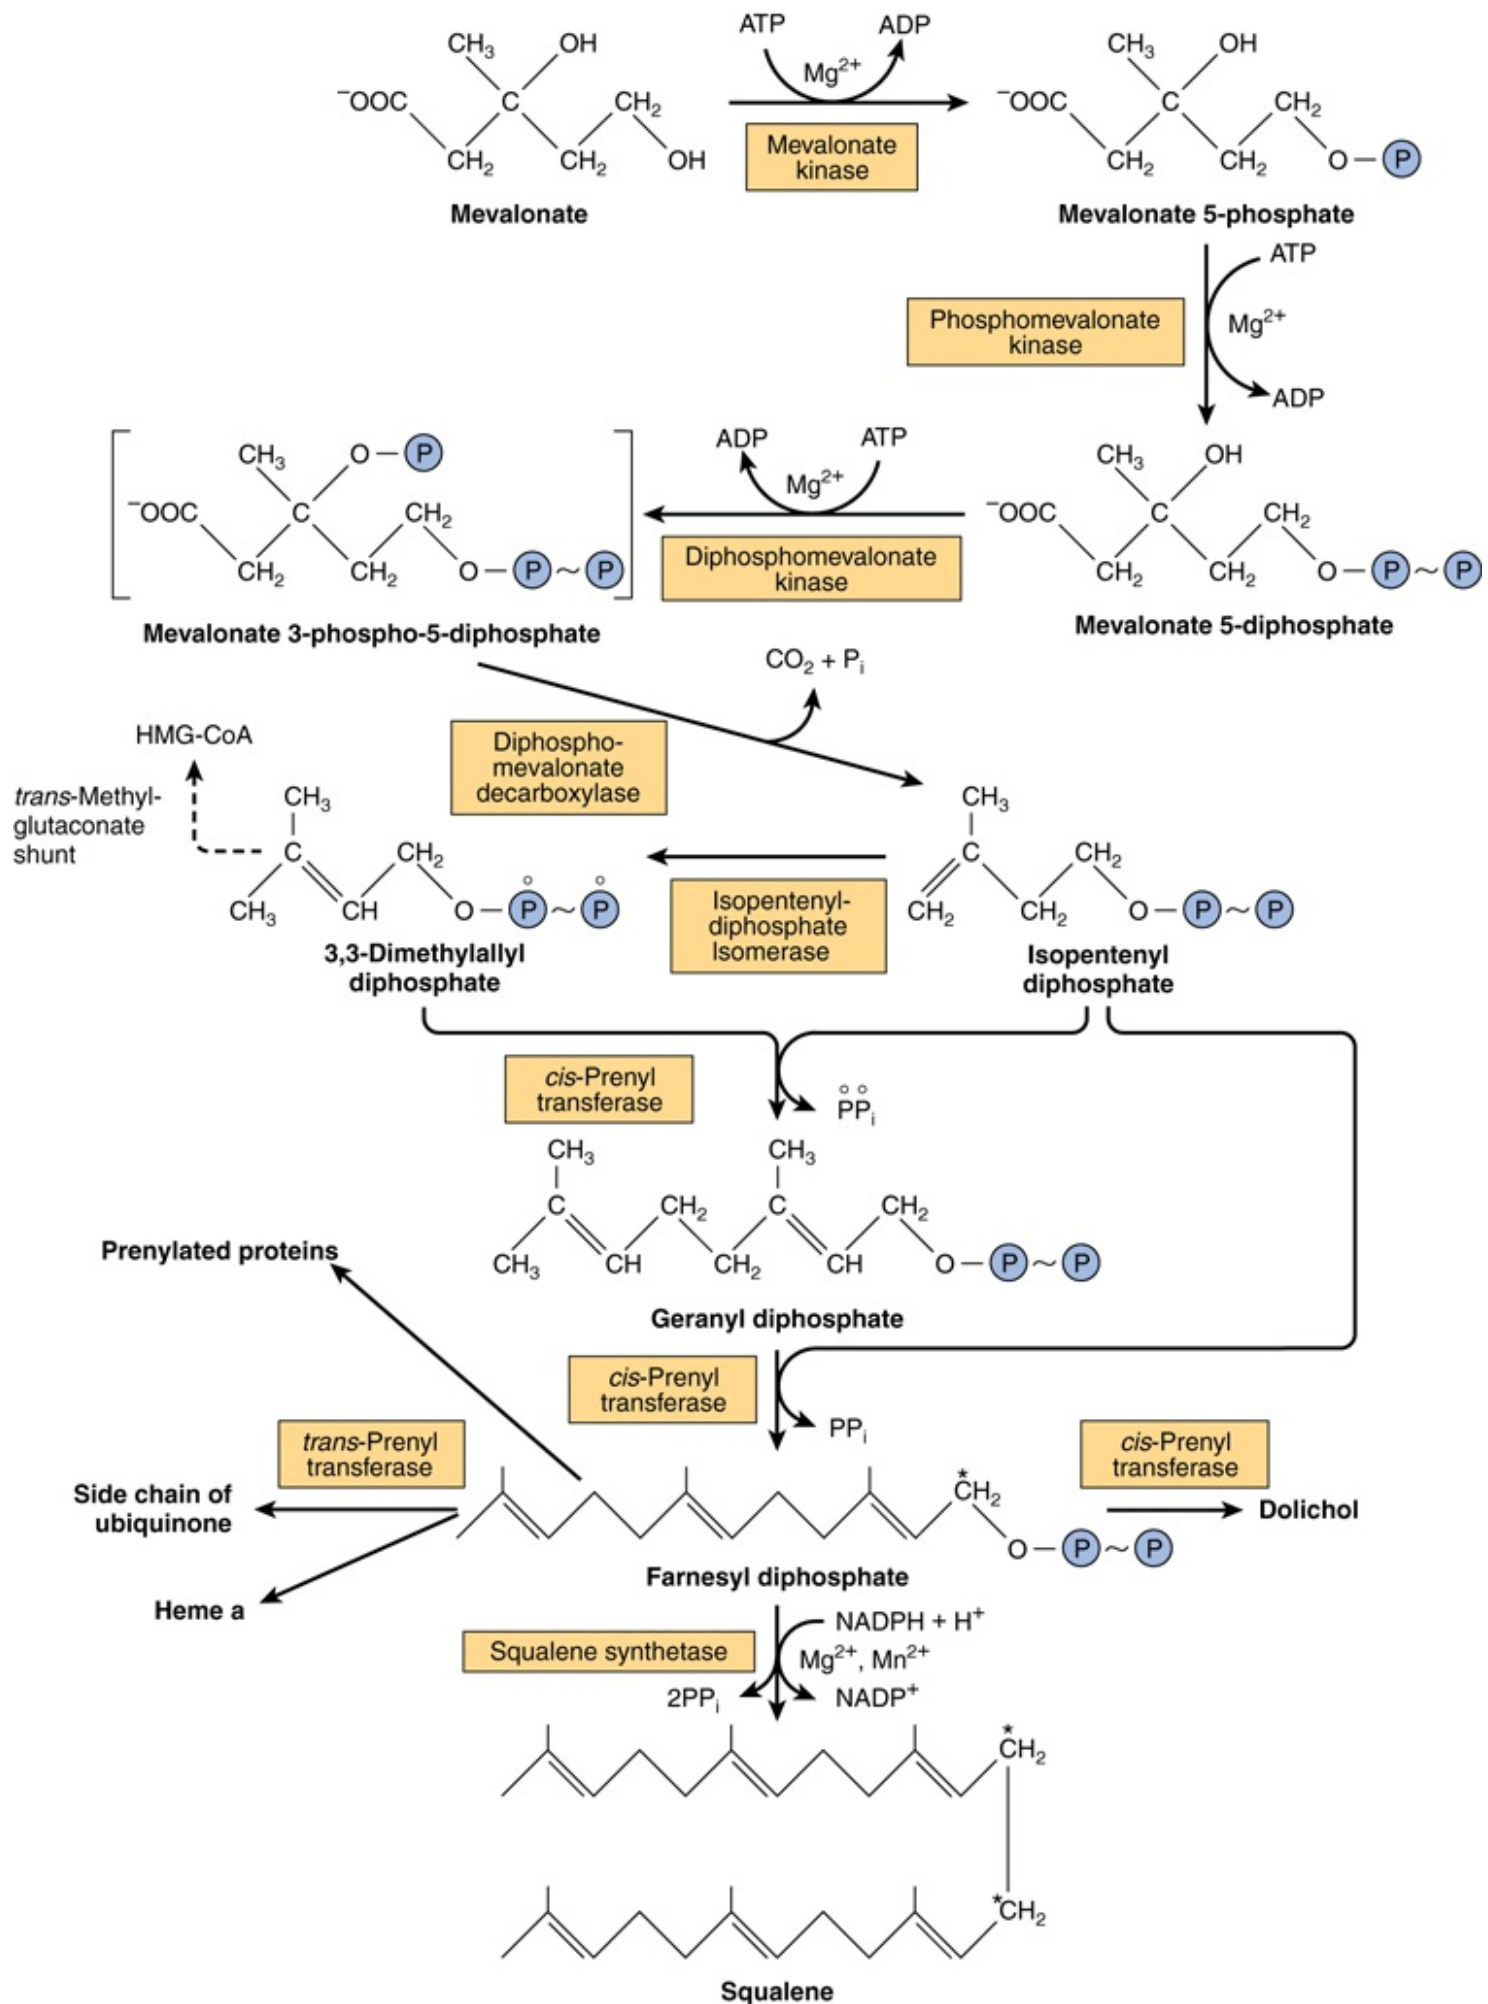 ATP
ADP
Mg2+
CH3
OH
−OOC
C
CH2
CH2
CH2
OH
Mevalonate
Mevalonate
kinase
CH3
OH
−OOC
C
CH2
CH2
CH2
O
P
Mevalonate 5-phosphate
ATP
Phosphomevalonate
kinase
Mg2+
ADP
CH3
O
P
−OOC
C
CH2
CH2
CH2
O
P ~ P
Mevalonate 3-phospho-5-diphosphate
ADP
ATP
Mg2+
Diphosphomevalonate
kinase
CH3
OH
−OOC
C
CH2
CH2
CH2
O
P ~ P
Mevalonate 5-diphosphate
CO2 + Pi
Diphospho-
mevalonate
decarboxylase
HMG-CoA
trans-Methyl-
glutaconate
shunt
CH3
C
CH2
CH3
CH
O
P ~ P
3,3-Dimethylallyl
diphosphate
Isopentenyl-
diphosphate
Isomerase
CH3
C
CH2
CH2
CH2
O
P ~ P
Isopentenyl
diphosphate
cis-Prenyl
transferase
PPi
CH3
CH3
C
CH2
C
CH2
CH3
CH
CH2
CH
O
P ~ P
Geranyl diphosphate
Prenylated proteins
cis-Prenyl
transferase
PPi
trans-Prenyl
transferase
cis-Prenyl
transferase
Side chain of
ubiquinone
*
CH2
O
P ~ P
Dolichol
Farnesyl diphosphate
Heme a
Squalene synthetase
NADPH + H+
Mg2+, Mn2+
2PPi
NADP+
*
CH2
*CH2
Squalene